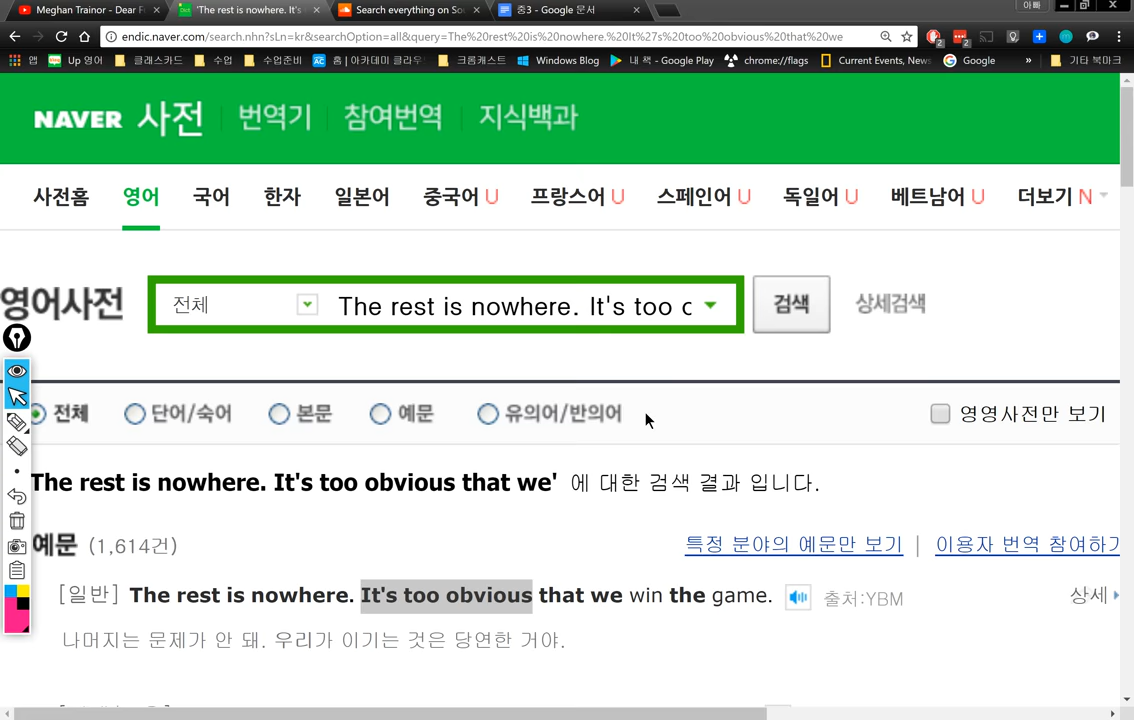 Meghan Trainor - Dear F
'The rest is nowhere. It's
Search everything on Sou
중3 - Google 문서
아빠
endic.naver.com/search.nhn?sLn=kr&searchOption=all&query=The%20rest%20is%20nowhere.%20It%27s%20too%20obvious%20that%20we
앱
Up 영어
클래스카드
수업
수업준비
홈 | 아카데미 클라우
크롬캐스트
Windows Blog
내 책 - Google Play
chrome://flags
Current Events, News
Google
»
기타 북마크
NAVER 사전 번역기 참여번역 지식백과
사전홈 영어 국어 한자 일본어 중국어 U 프랑스어 U 스페인어 U 독일어 U 베트남어 U 더보기 N
영어사전 전체 The rest is nowhere. It's too o 검색 상세검색
전체 단어/숙어 본문 예문 유의어/반의어 영영사전만 보기
The rest is nowhere. It's too obvious that we' 에 대한 검색 결과 입니다.
예문 (1,614건) 특정 분야의 예문만 보기 | 이용자 번역 참여하기
[일반] The rest is nowhere. It's too obvious that we win the game. 출처:YBM 상세
나머지는 문제가 안 돼. 우리가 이기는 것은 당연한 거야.